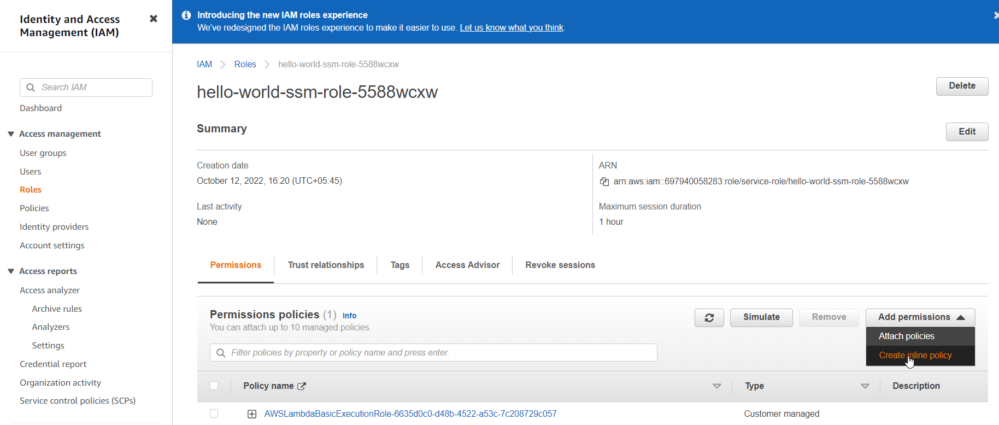 Identity and Access
Management (IAM)
Introducing the new IAM roles experience
We've redesigned the IAM roles experience to make it easier to use. Let us know what you think.
Search IAM
Dashboard
Access management
User groups
Users
Roles
Policies
Identity providers
Account settings
Access reports
Access analyzer
Archive rules
Analyzers
Settings
Credential report
Organization activity
Service control policies (SCPs)
IAM Roles hello-world-ssm-role-5588wcxw
hello-world-ssm-role-5588wcxw
Delete
Summary
Edit
Creation date
October 12, 2022, 16:20 (UTC+05:45)
ARN
arn:aws:iam::697940058283:role/service-role/hello-world-ssm-role-5588wcxw
Last activity
None
Maximum session duration
1 hour
Permissions Trust relationships Tags Access Advisor Revoke sessions
Permissions policies (1) Info
You can attach up to 10 managed policies.
Simulate Remove Add permissions
Attach policies
Create inline policy
Filter policies by property or policy name and press enter.
Policy name Type Description
AWSLambdaBasicExecutionRole-6635d0c0-d48b-4522-a53c-7c208729c057 Customer managed